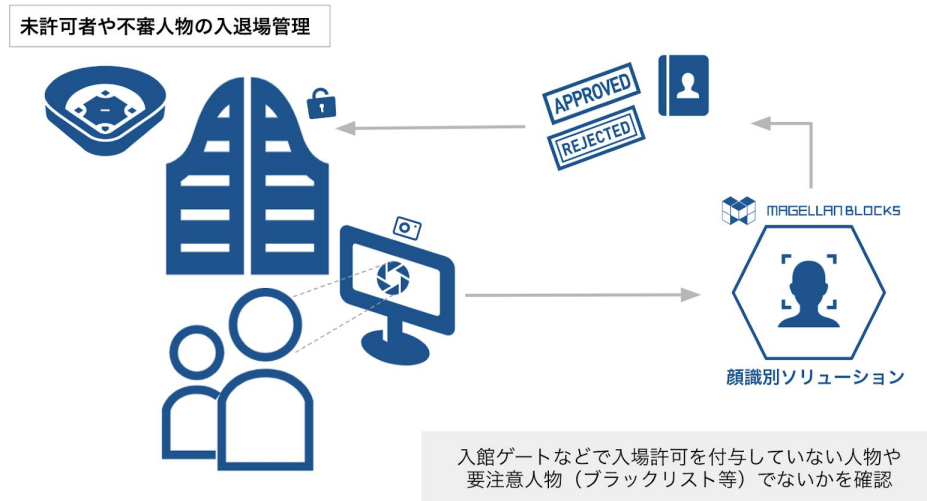 未許可者や不審人物の入退場管理
APPROVED
REJECTED
MAGELLAN BLOCKS
顔識別ソリューション
入館ゲートなどで入場許可を付与していない人物や
要注意人物（ブラックリスト等）でないかを確認